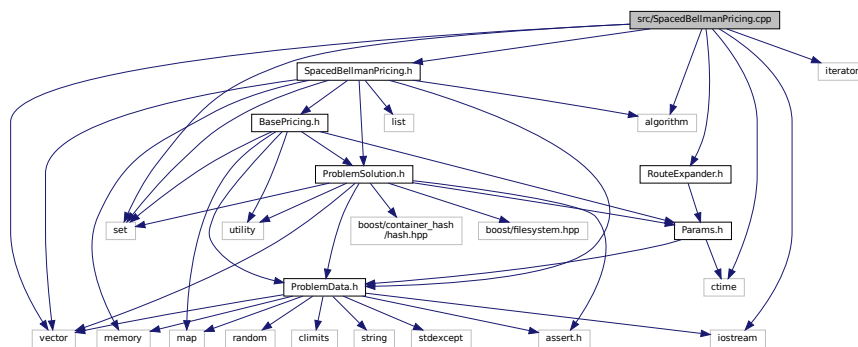 src/SpacedBellmanPricing.cpp
SpacedBellmanPricing.h
iterator
BasePricing.h
list
algorithm
ProblemSolution.h
RouteExpander.h
set
utility
boost/container_hash
/hash.hpp
boost/filesystem.hpp
Params.h
ProblemData.h
ctime
vector
memory
map
random
climits
string
stdexcept
assert.h
iostream